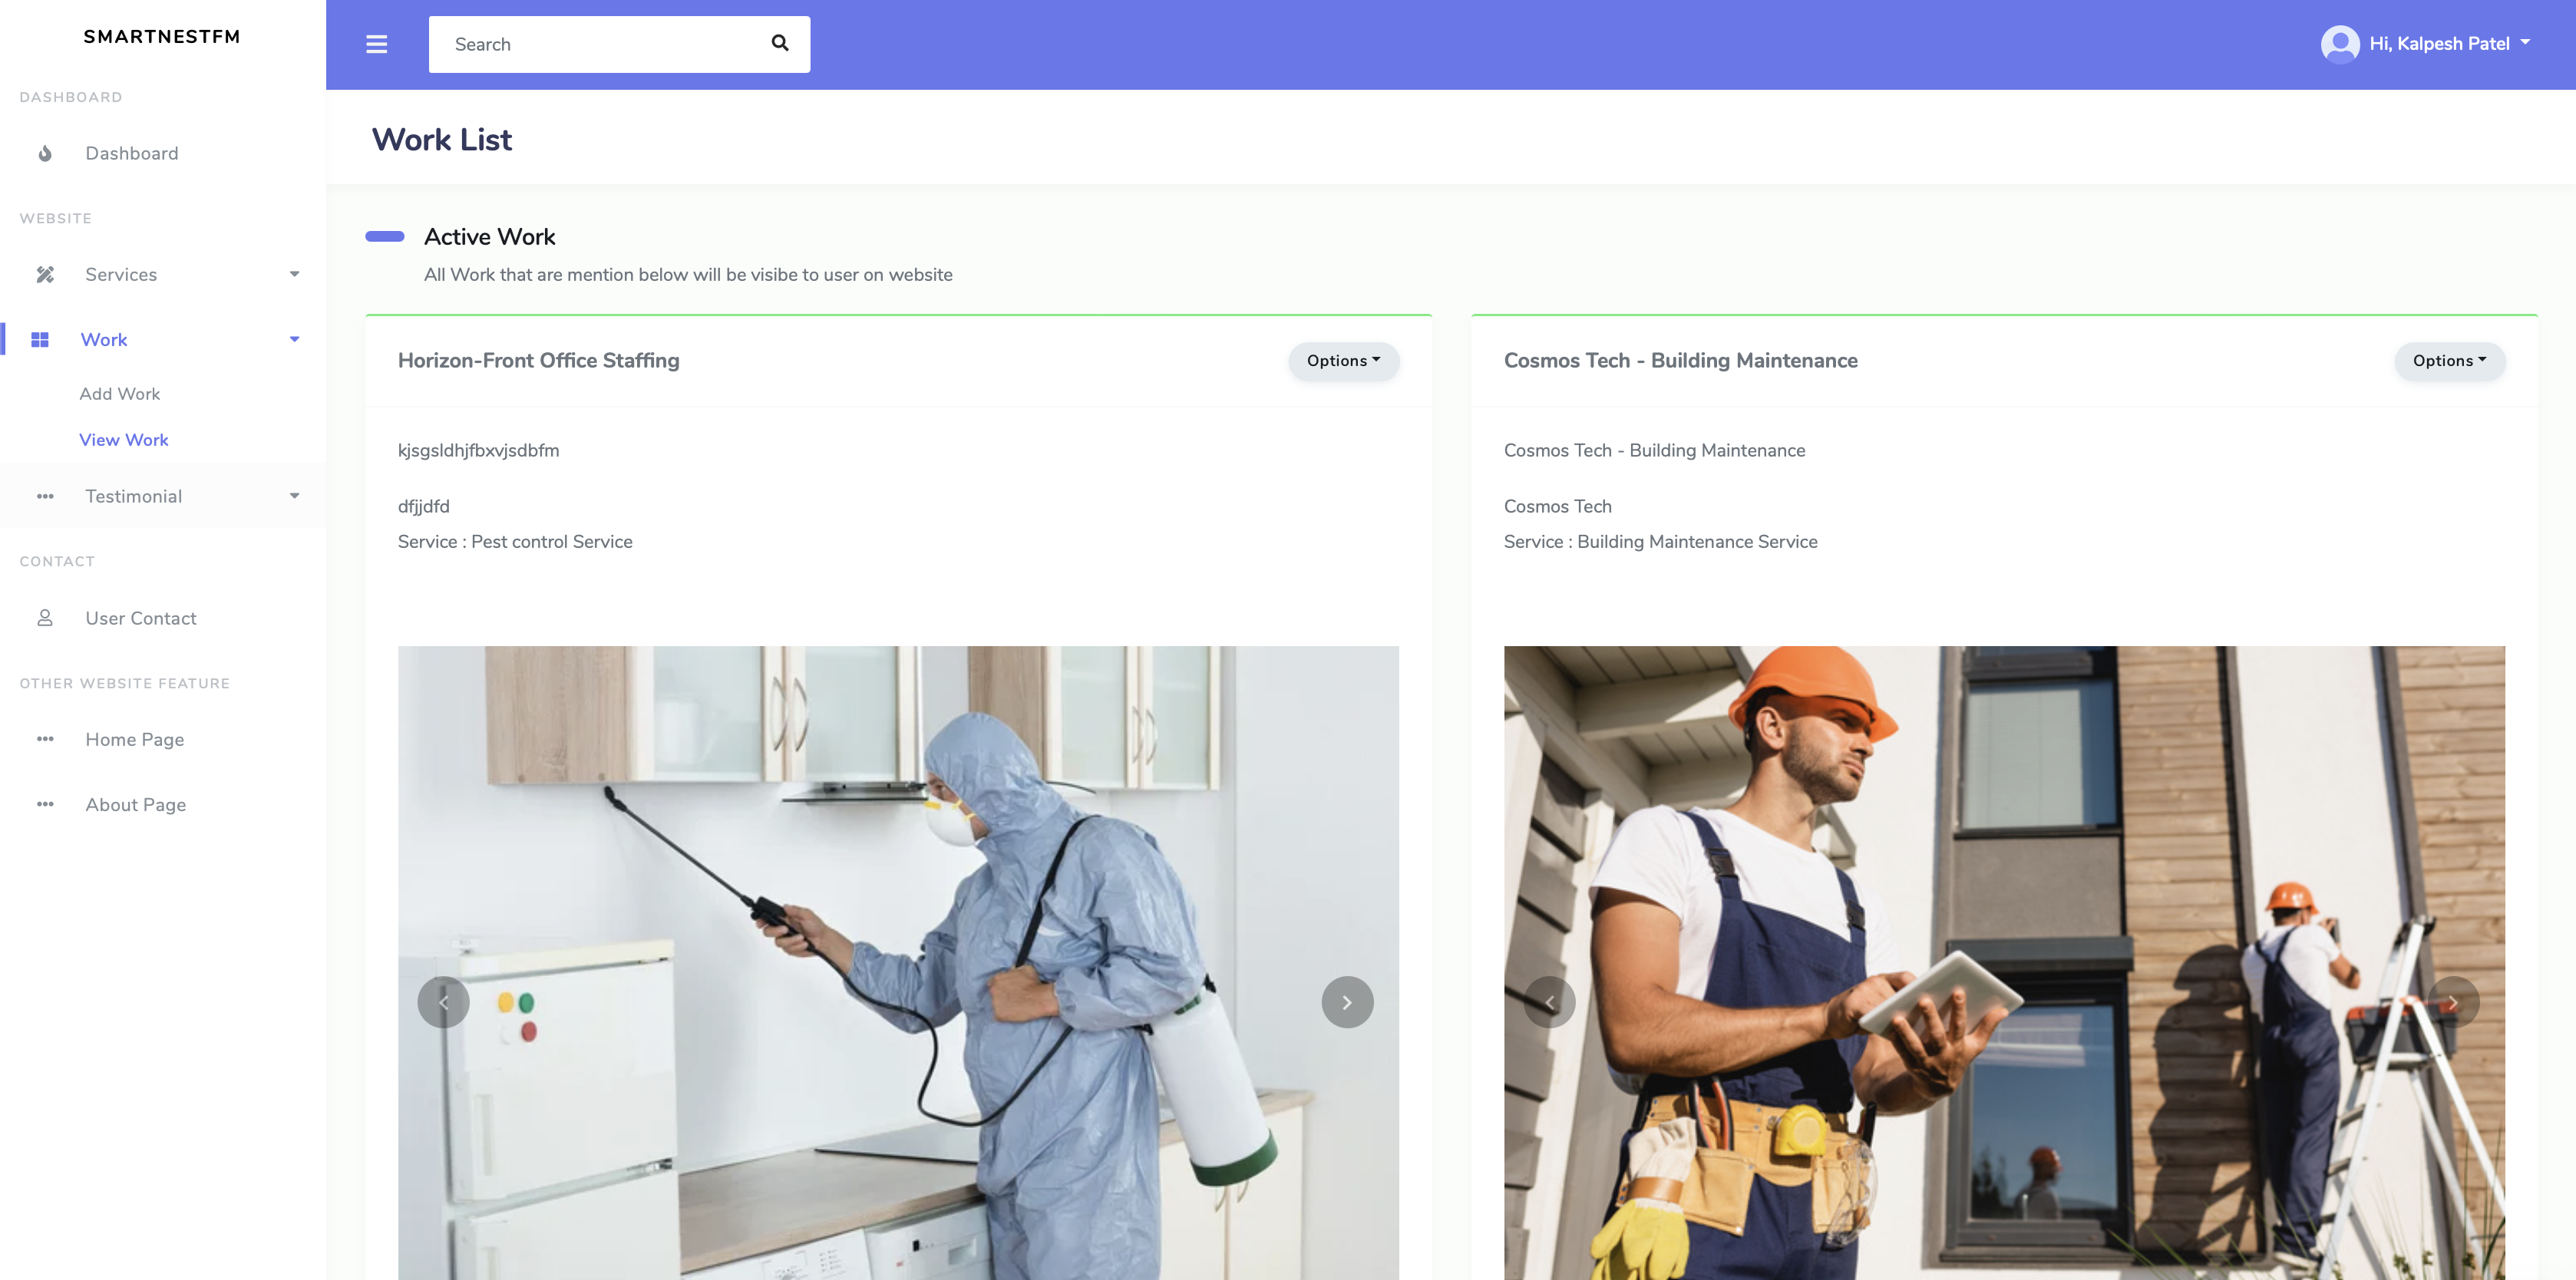 SMARTNESTFM
DASHBOARD
Dashboard
WEBSITE
Services
Work
Add Work
View Work
Testimonial
CONTACT
User Contact
OTHER WEBSITE FEATURE
Home Page
About Page
Search
Hi, Kalpesh Patel
Work List
Active Work
All Work that are mention below will be visibe to user on website
Horizon-Front Office Staffing
Options
kjsgsldhjfbxvjsdbfm
dfjjdfd
Service : Pest control Service
Cosmos Tech - Building Maintenance
Options
Cosmos Tech - Building Maintenance
Cosmos Tech
Service : Building Maintenance Service